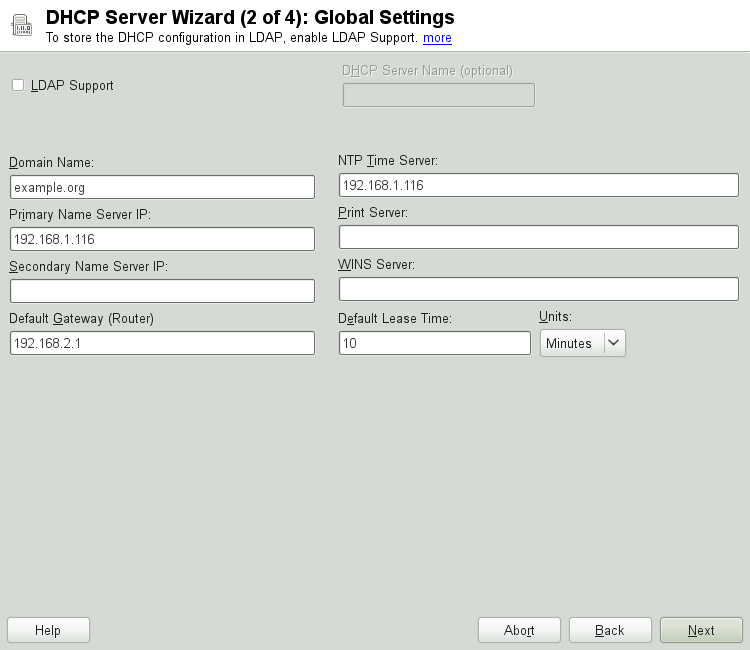 DHCP Server Wizard (2 of 4): Global Settings
To store the DHCP configuration in LDAP, enable LDAP Support. more
LDAP Support
DHCP Server Name (optional)
Domain Name:
example.org
NTP Time Server:
192.168.1.116
Primary Name Server IP:
192.168.1.116
Print Server:
Secondary Name Server IP:
WINS Server:
Default Gateway (Router)
192.168.2.1
Default Lease Time:
10
Units:
Minutes
Help
Abort
Back
Next